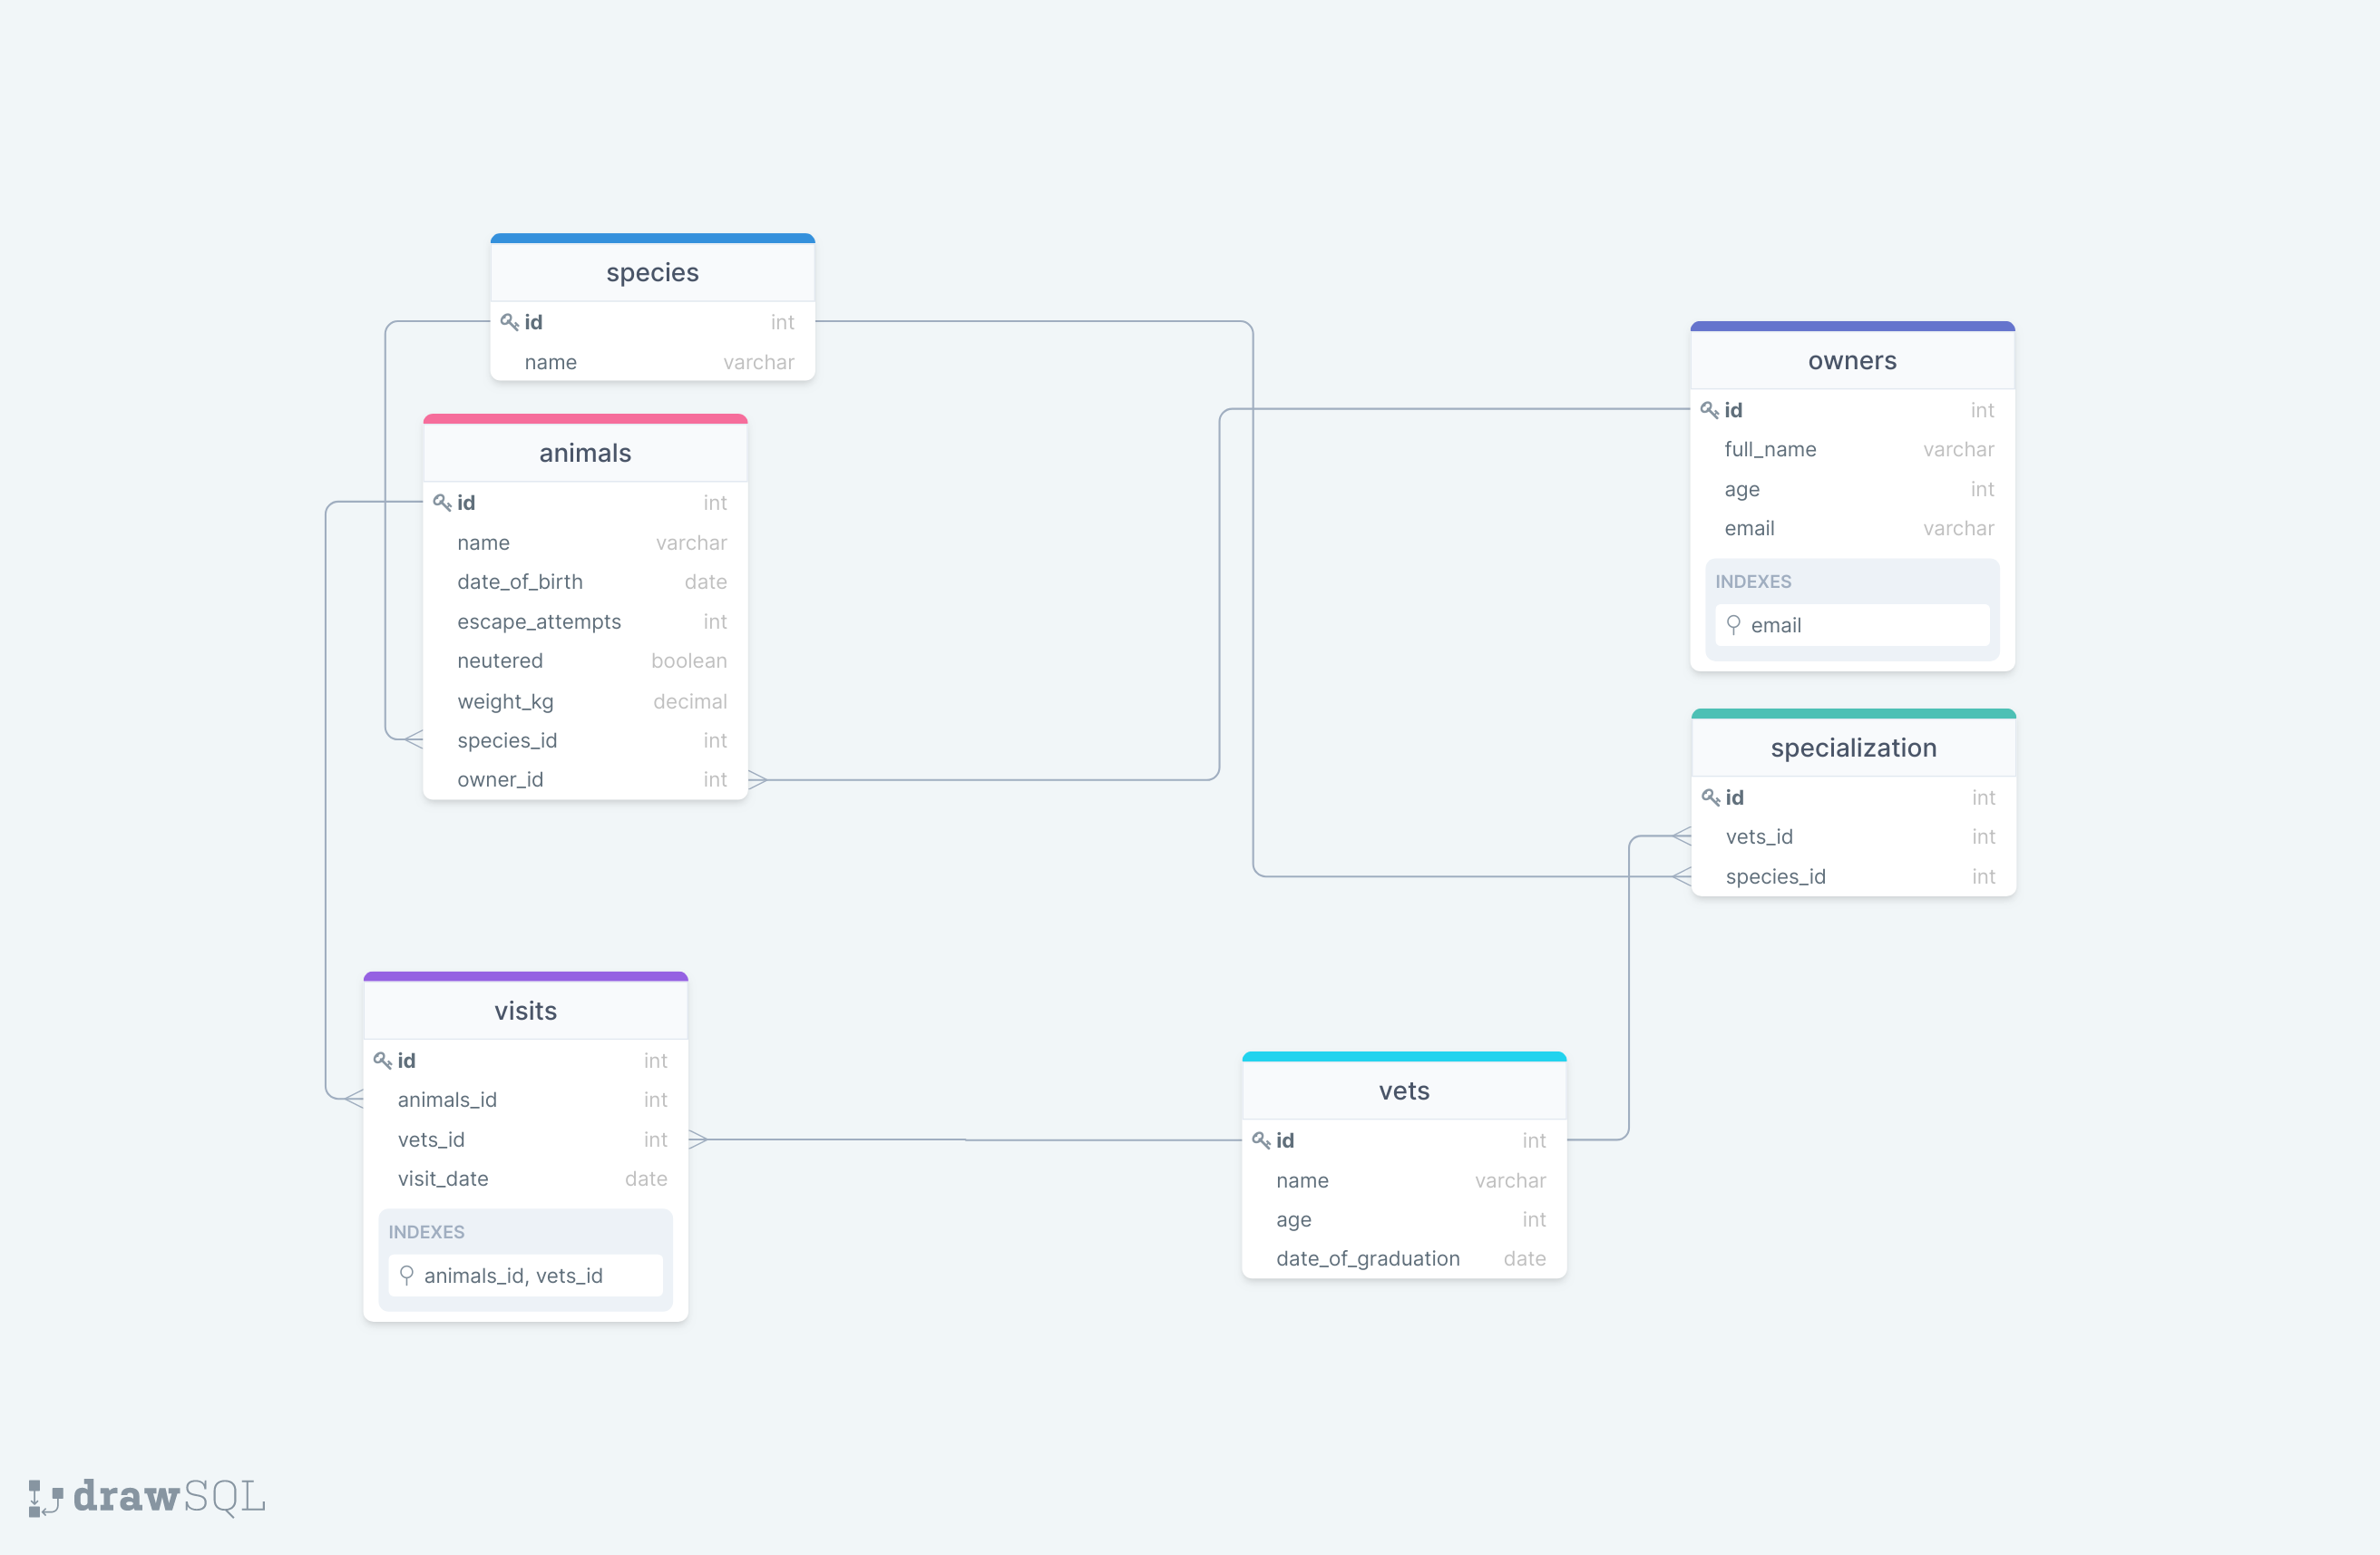 species
id int
name varchar
animals
id int
name varchar
date_of_birth date
escape_attempts int
neutered boolean
weight_kg decimal
species_id int
owner_id int
owners
id int
full_name varchar
age int
email varchar
INDEXES
email
specialization
id int
vets_id int
species_id int
visits
id int
animals_id int
vets_id int
visit_date date
INDEXES
animals_id, vets_id
vets
id int
name varchar
age int
date_of_graduation date
drawSQL